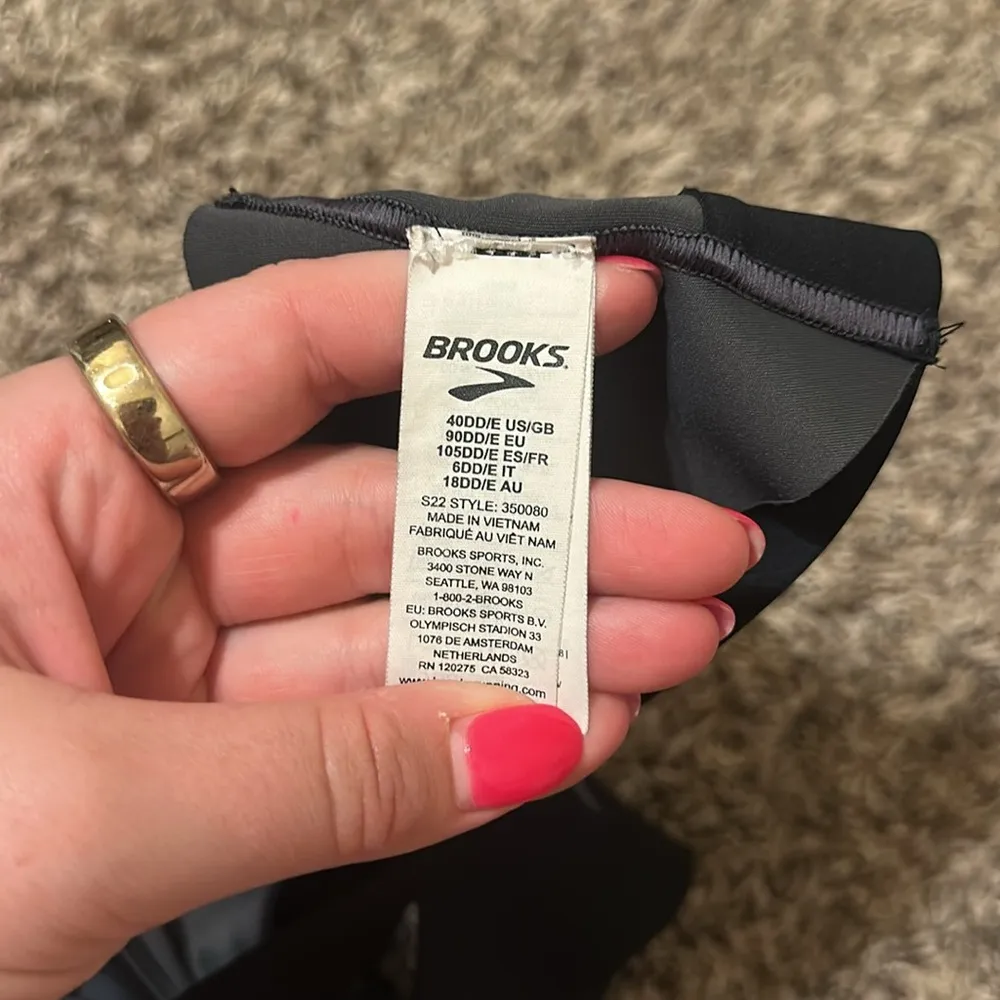 BROOKS
40DD/E US/GB
90DD/E EU
105DD/E ES/FR
6DD/E IT
18DD/E AU
S22 STYLE: 350080
MADE IN VIETNAM
FABRIQUÉ AU VIÊT NAM
BROOKS SPORTS, INC.
3400 STONE WAY N
SEATTLE, WA 98103
1-800-2-BROOKS
EU: BROOKS SPORTS B.V.
OLYMPISCH STADION 33
1076 DE AMSTERDAM
NETHERLANDS
RN 120275 CA 58323